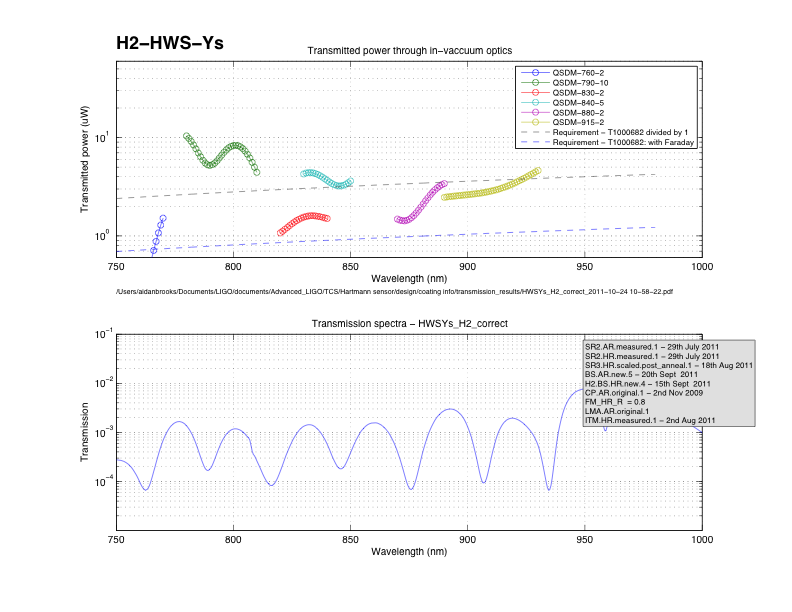 H2−HWS−Ys
Transmitted power through in−vaccuum optics
QSDM−760−2
QSDM−790−10
QSDM−830−2
QSDM−840−5
QSDM−880−2
QSDM−915−2
Requirement − T1000682 divided by 1
Requirement − T1000682: with Faraday
Transmitted power (uW)
10^1
10^0
750 800 850 900 950 1000
Wavelength (nm)
/Users/aidanbrooks/Documents/LIGO/documents/Advanced_LIGO/TCS/Hartmann sensor/design/coating info/transmission_results/HWSYs_H2_correct_2011−10−24 10−58−22.pdf
Transmission spectra − HWSYs_H2_correct
SR2.AR.measured.1 − 29th July 2011
SR2.HR.measured.1 − 29th July 2011
SR3.HR.scaled.post_anneal.1 − 18th Aug 2011
BS.AR.new.5 − 20th Sept 2011
H2.BS.HR.new.4 − 15th Sept 2011
CP.AR.original.1 − 2nd Nov 2009
FM_HR_R = 0.8
LMA.AR.original.1
ITM.HR.measured.1 − 2nd Aug 2011
Transmission
10^−1
10^−2
10^−3
10^−4
750 800 850 900 950 1000
Wavelength (nm)